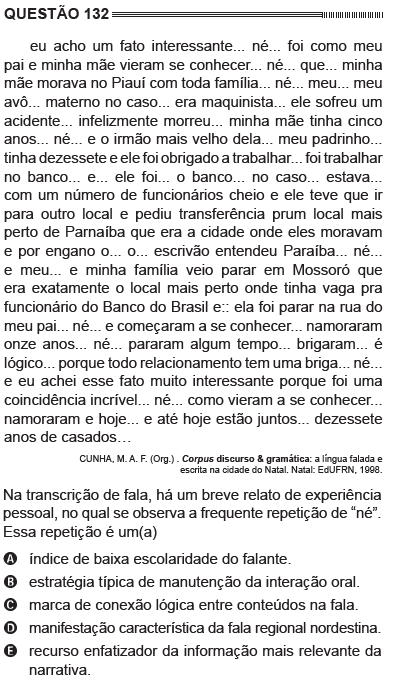 QUESTÃO 132
eu acho um fato interessante... né... foi como meu
pai e minha mãe vieram se conhecer... né... que... minha
mãe morava no Piauí com toda família... né... meu... meu
avô... materno no caso... era maquinista... ele sofreu um
acidente... infelizmente morreu... minha mãe tinha cinco
anos... né... e o irmão mais velho dela... meu padrinho...
tinha dezessete e ele foi obrigado a trabalhar... foi trabalhar
no banco... e... ele foi... o banco... no caso... estava...
com um número de funcionários cheio e ele teve que ir
para outro local e pediu transferência prum local mais
perto de Parnaíba que era a cidade onde eles moravam
e por engano o... o... escrivão entendeu Paraíba... né...
e meu... e minha família veio parar em Mossoró que
era exatamente o local mais perto onde tinha vaga pra
funcionário do Banco do Brasil e:: ela foi parar na rua do
meu pai... né... e começaram a se conhecer... namoraram
onze anos... né... pararam algum tempo... brigaram... é
lógico... porque todo relacionamento tem uma briga... né...
e eu achei esse fato muito interessante porque foi uma
coincidência incrível... né... como vieram a se conhecer...
namoraram e hoje... e até hoje estão juntos... dezessete
anos de casados...
CUNHA, M. A. F. (Org.) . Corpus discurso & gramática: a língua falada e
escrita na cidade do Natal. Natal: EdUFRN, 1998.
Na transcrição de fala, há um breve relato de experiência
pessoal, no qual se observa a frequente repetição de “né”.
Essa repetição é um(a)
A índice de baixa escolaridade do falante.
B estratégia típica de manutenção da interação oral.
C marca de conexão lógica entre conteúdos na fala.
D manifestação característica da fala regional nordestina.
E recurso enfatizador da informação mais relevante da
narrativa.